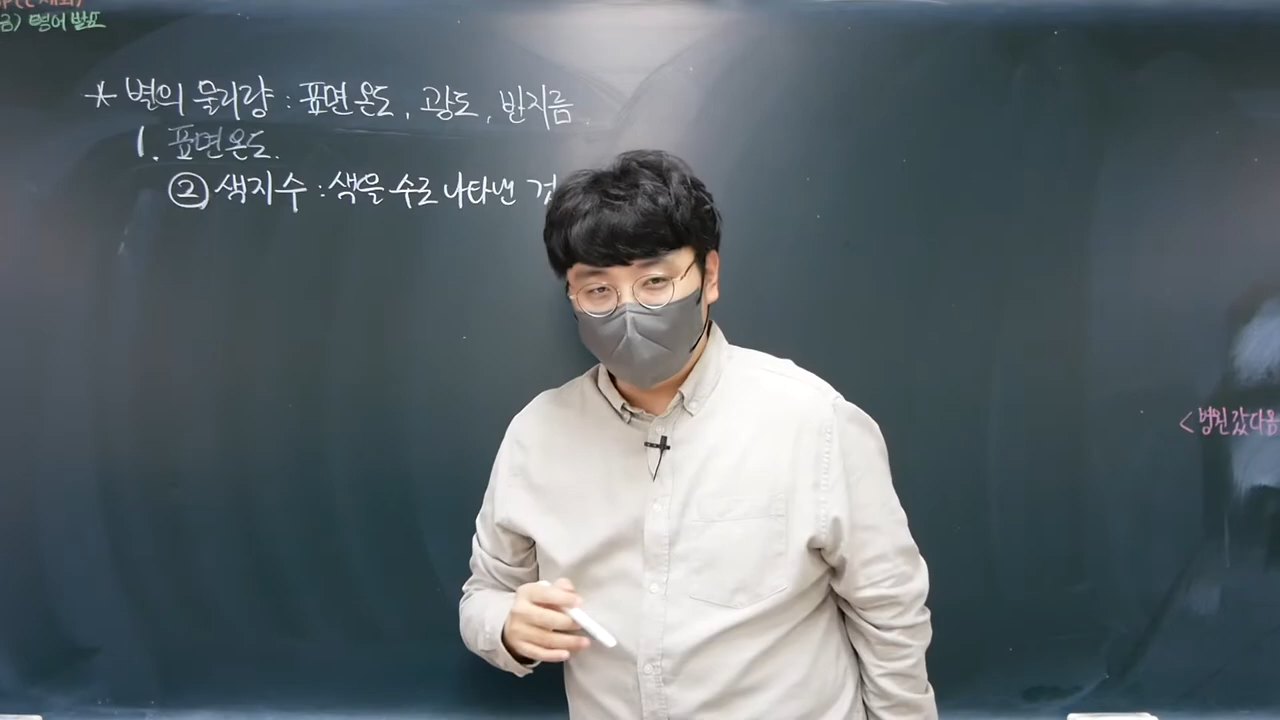 금) 영어 발표
* 별의 물리량 : 표면온도, 광도, 반지름
1. 표면온도.
② 색지수 : 색을 수로 나타낸 것
<병원갔다옴